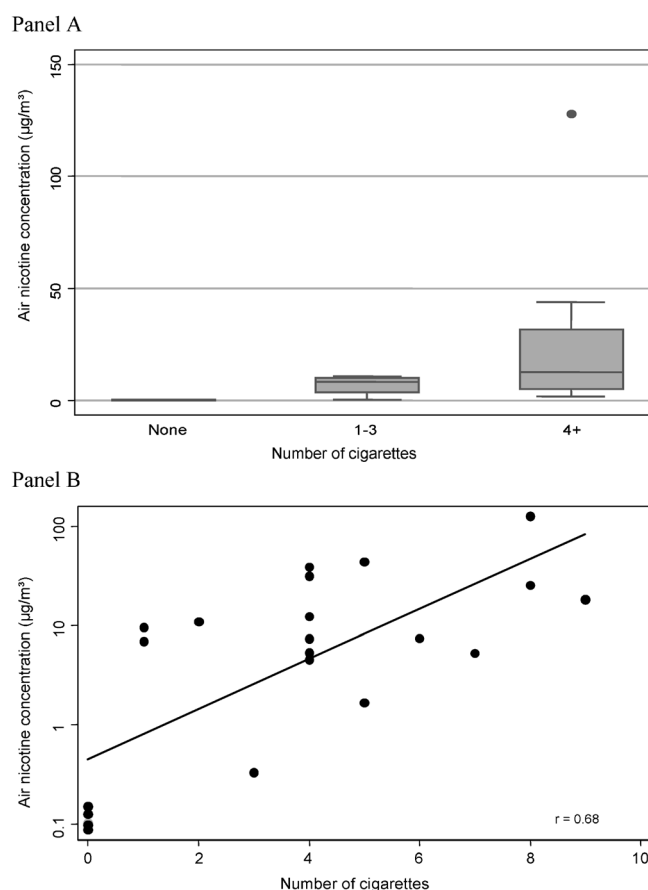 Panel A
Air nicotine concentration (µg/m³)
150
100
50
0
None 1-3 4+
Number of cigarettes
Panel B
Air nicotine concentration (µg/m³)
100
10
1
0.1
r = 0.68
0 2 4 6 8 10
Number of cigarettes